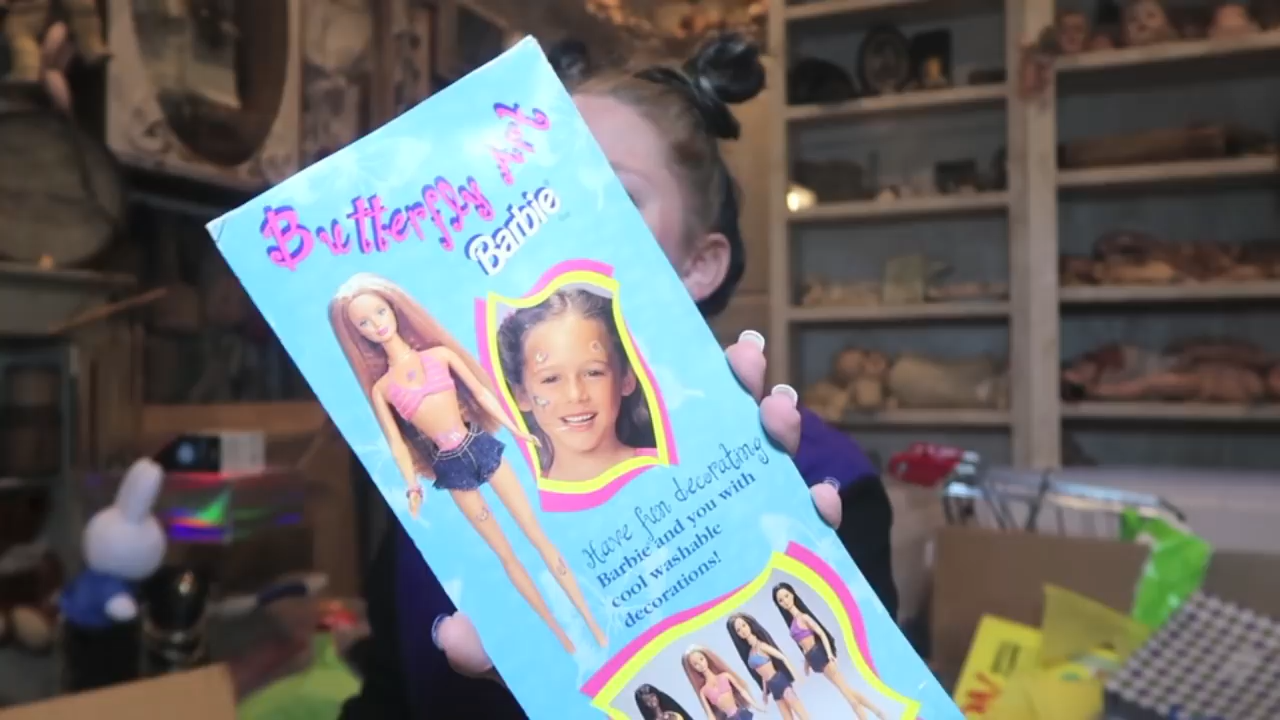 Butterfly Art
Barbie
Have fun decorating
Barbie and you with
cool washable
decorations!